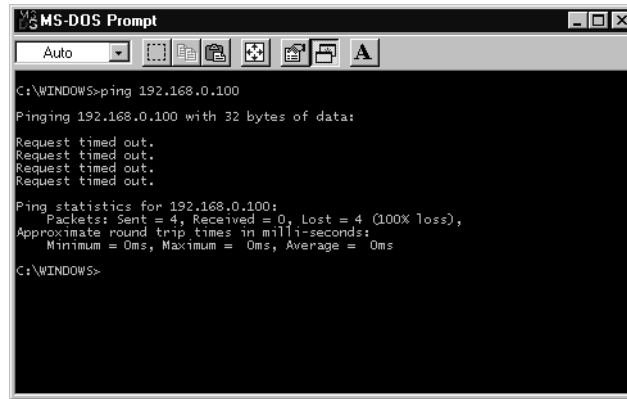 MS-DOS Prompt
Auto
A
C:\WINDOWS>ping 192.168.0.100
Pinging 192.168.0.100 with 32 bytes of data:
Request timed out.
Request timed out.
Request timed out.
Request timed out.
Ping statistics for 192.168.0.100:
Packets: Sent = 4, Received = 0, Lost = 4 (100% loss),
Approximate round trip times in milli-seconds:
Minimum = 0ms, Maximum =  0ms, Average =  0ms
C:\WINDOWS>